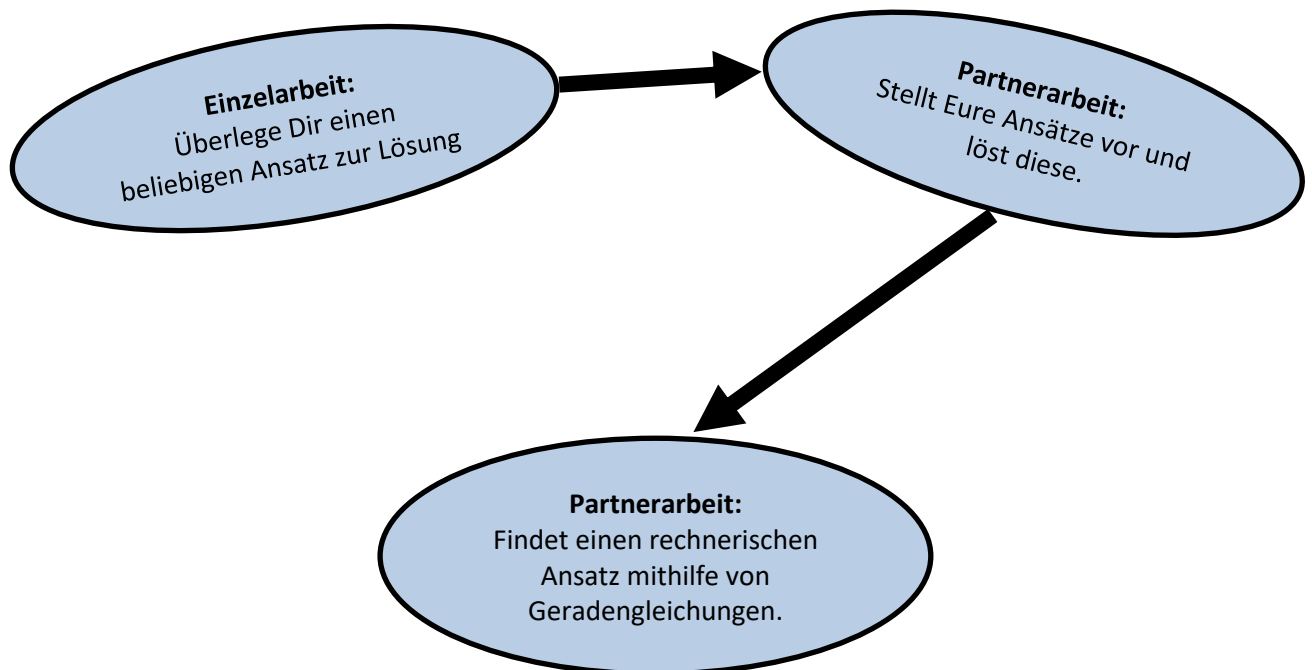 Einzelarbeit:
Überlege Dir einen
beliebigen Ansatz zur Lösung
Partnerarbeit:
Stellt Eure Ansätze vor und
löst diese.
Partnerarbeit:
Findet einen rechnerischen
Ansatz mithilfe von
Geradengleichungen.